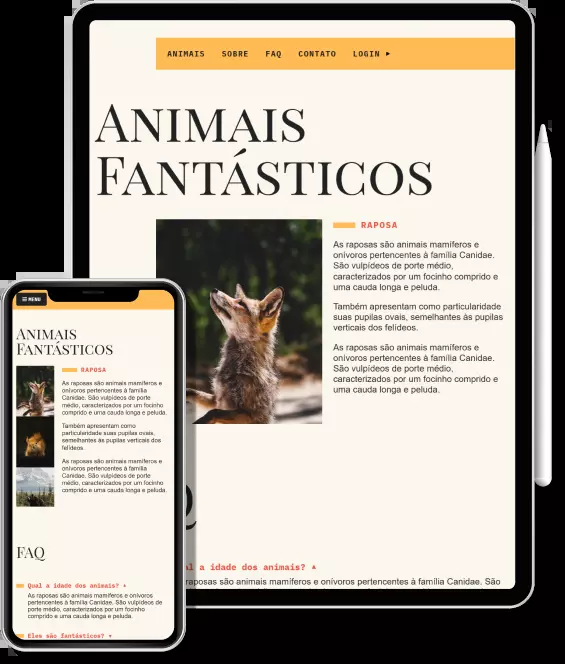 ANIMAIS SOBRE FAQ CONTATO LOGIN ▸
ANIMAIS
FANTÁSTICOS
RAPOSA
As raposas são animais mamíferos e
onívoros pertencentes à família Canidae.
São vulpídeos de porte médio,
caracterizados por um focinho comprido e
uma cauda longa e peluda.
Também apresentam como particularidade
suas pupilas ovais, semelhantes às pupilas
verticais dos felídeos.
As raposas são animais mamíferos e
onívoros pertencentes à família Canidae.
São vulpídeos de porte médio,
caracterizados por um focinho comprido e
uma cauda longa e peluda.
Q
al a idade dos animais? ▴
raposas são animais mamíferos e onívoros pertencentes à família Canidae. São
MENU
ANIMAIS
FANTÁSTICOS
RAPOSA
As raposas são animais mamíferos e
onívoros pertencentes à família
Canidae. São vulpídeos de porte
médio, caracterizados por um focinho
comprido e uma cauda longa e peluda.
Também apresentam como
particularidade suas pupilas ovais,
semelhantes às pupilas verticais dos
felídeos.
As raposas são animais mamíferos e
onívoros pertencentes à família
Canidae. São vulpídeos de porte
médio, caracterizados por um focinho
comprido e uma cauda longa e peluda.
FAQ
Qual a idade dos animais? ▴
As raposas são animais mamíferos e onívoros
pertencentes à família Canidae. São vulpídeos de
porte médio, caracterizados por um focinho
comprido e uma cauda longa e peluda.
Eles são fantásticos? ▾